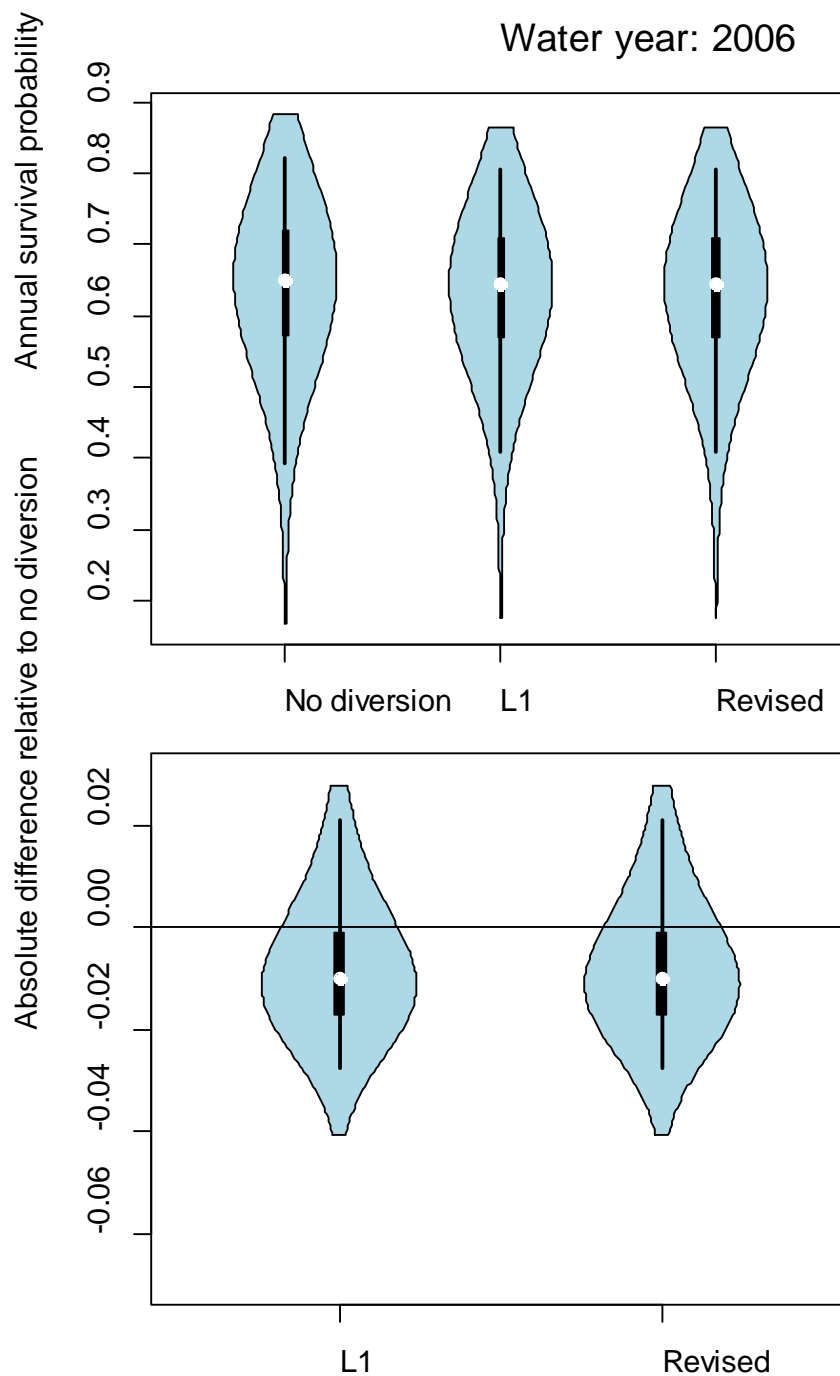 Water year: 2006
Annual survival probability
0.9
0.8
0.7
0.6
0.5
0.4
0.3
0.2
No diversion L1 Revised
Absolute difference relative to no diversion
0.02
0.00
-0.02
-0.04
-0.06
L1 Revised